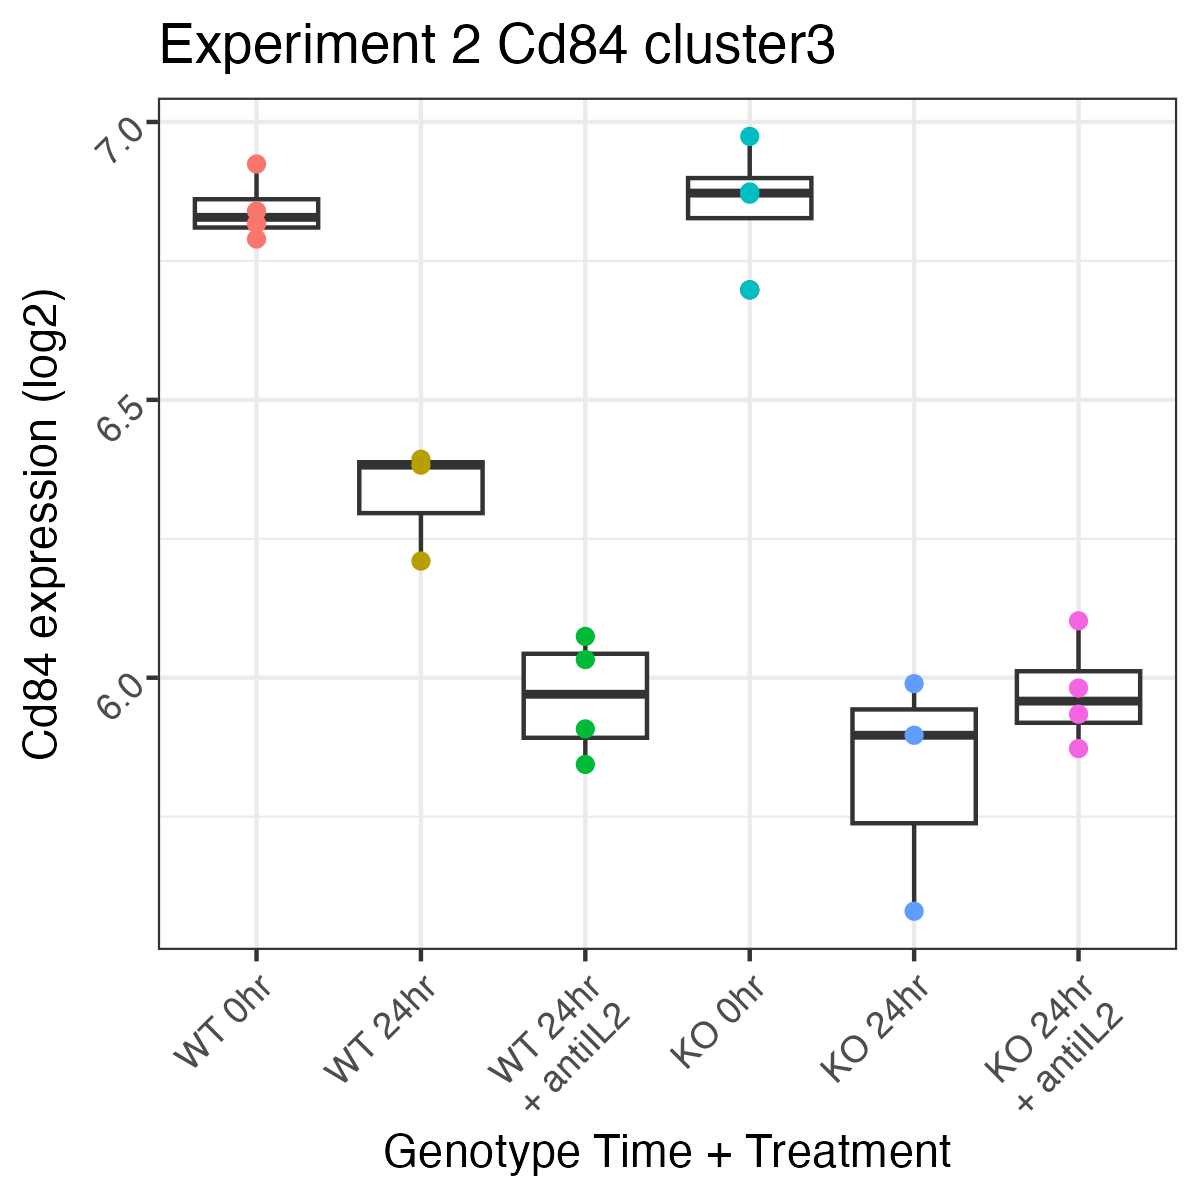 Experiment 2 Cd84 cluster3
Cd84 expression (log2)
7.0
6.5
6.0
WT 0hr
WT 24hr
WT 24hr
+ antiIL2
KO 0hr
KO 24hr
KO 24hr
+ antiIL2
Genotype Time + Treatment